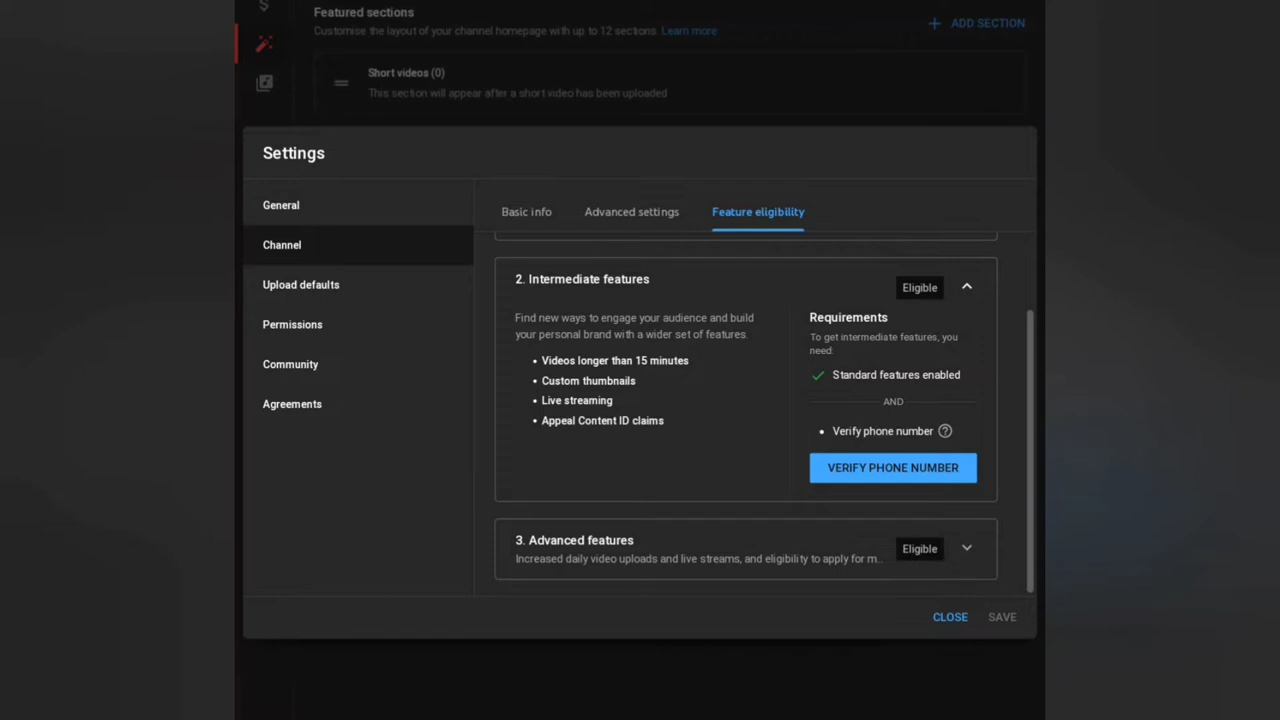 Featured sections
Customise the layout of your channel homepage with up to 12 sections. Learn more
+ ADD SECTION
Short videos (0)
This section will appear after a short video has been uploaded
Settings
General
Channel
Upload defaults
Permissions
Community
Agreements
Basic info
Advanced settings
Feature eligibility
2. Intermediate features
Eligible
Find new ways to engage your audience and build
your personal brand with a wider set of features.
• Videos longer than 15 minutes
• Custom thumbnails
• Live streaming
• Appeal Content ID claims
Requirements
To get intermediate features, you
need:
Standard features enabled
AND
• Verify phone number
VERIFY PHONE NUMBER
3. Advanced features
Increased daily video uploads and live streams, and eligibility to apply for m...
Eligible
CLOSE
SAVE